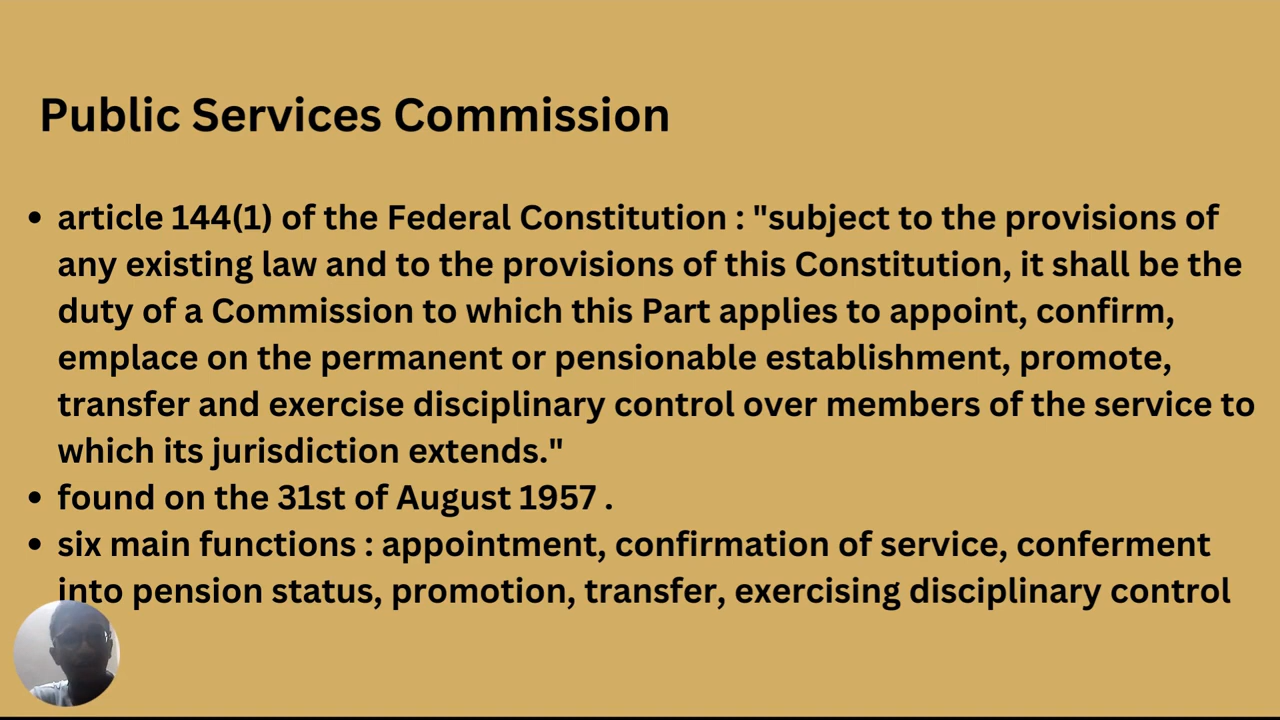 Public Services Commission
• article 144(1) of the Federal Constitution : "subject to the provisions of
any existing law and to the provisions of this Constitution, it shall be the
duty of a Commission to which this Part applies to appoint, confirm,
emplace on the permanent or pensionable establishment, promote,
transfer and exercise disciplinary control over members of the service to
which its jurisdiction extends."
• found on the 31st of August 1957 .
• six main functions : appointment, confirmation of service, conferment
into pension status, promotion, transfer, exercising disciplinary control